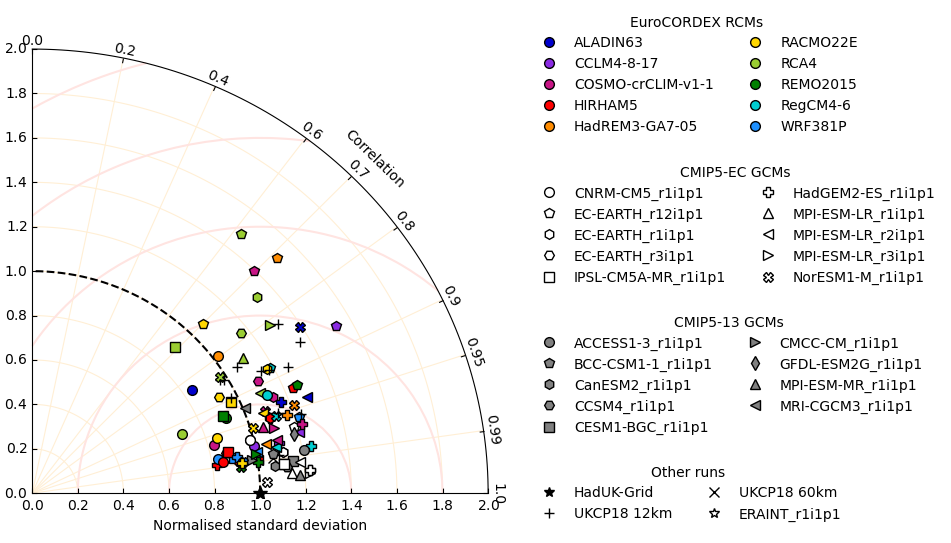 0.0
0.2
0.4
0.6
0.7
0.8
0.9
0.95
0.99
1.0
Correlation
2.0
1.8
1.6
1.4
1.2
1.0
0.8
0.6
0.4
0.2
0.0
0.0 0.2 0.4 0.6 0.8 1.0 1.2 1.4 1.6 1.8 2.0
Normalised standard deviation
EuroCORDEX RCMs
ALADIN63
CCLM4-8-17
COSMO-crCLIM-v1-1
HIRHAM5
HadREM3-GA7-05
RACMO22E
RCA4
REMO2015
RegCM4-6
WRF381P
CMIP5-EC GCMs
CNRM-CM5_r1i1p1
EC-EARTH_r12i1p1
EC-EARTH_r1i1p1
EC-EARTH_r3i1p1
IPSL-CM5A-MR_r1i1p1
HadGEM2-ES_r1i1p1
MPI-ESM-LR_r1i1p1
MPI-ESM-LR_r2i1p1
MPI-ESM-LR_r3i1p1
NorESM1-M_r1i1p1
CMIP5-13 GCMs
ACCESS1-3_r1i1p1
BCC-CSM1-1_r1i1p1
CanESM2_r1i1p1
CCSM4_r1i1p1
CESM1-BGC_r1i1p1
CMCC-CM_r1i1p1
GFDL-ESM2G_r1i1p1
MPI-ESM-MR_r1i1p1
MRI-CGCM3_r1i1p1
Other runs
HadUK-Grid
UKCP18 12km
UKCP18 60km
ERAINT_r1i1p1